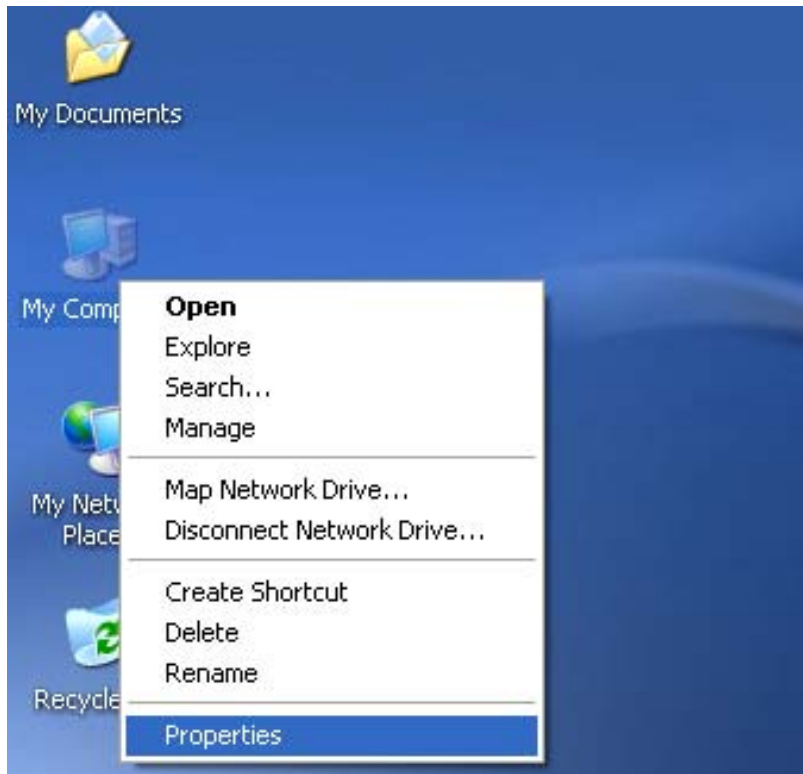 My Documents
My Comp
Open
Explore
Search...
Manage
Map Network Drive...
Disconnect Network Drive...
My Netw
Place
Create Shortcut
Delete
Rename
Recycle
Properties